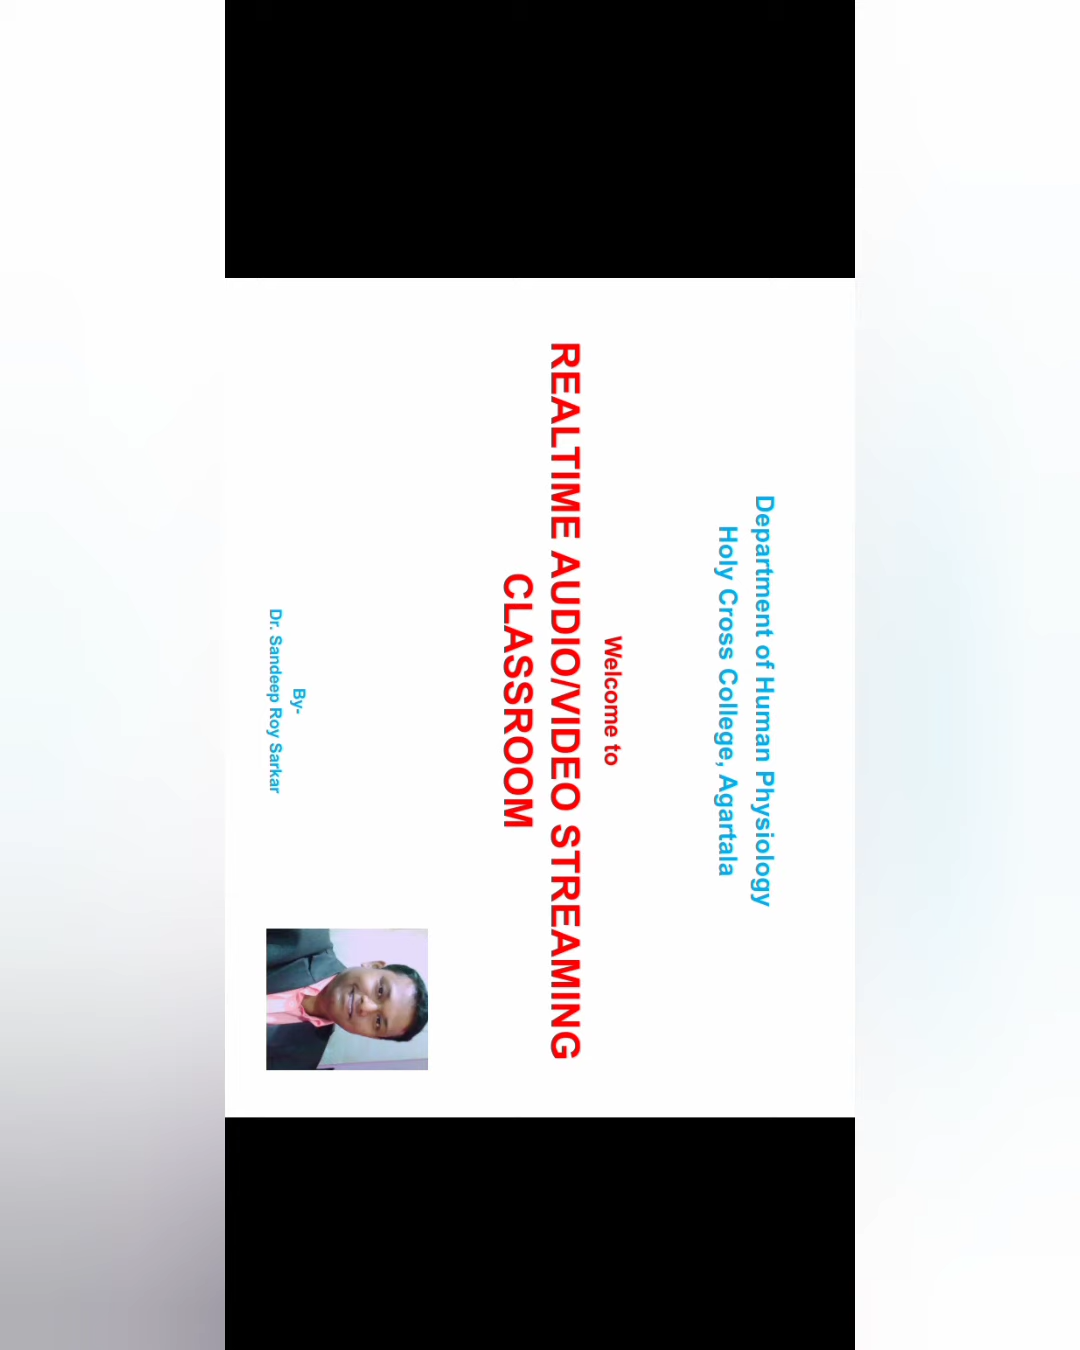 Department of Human Physiology
Holy Cross College, Agartala
Welcome to
REALTIME AUDIO/VIDEO STREAMING
CLASSROOM
By-
Dr. Sandeep Roy Sarkar